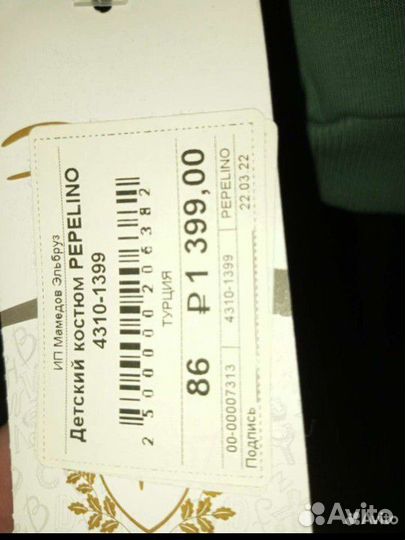 ИП Мамедов Эльбруз
Детский костюм PEPELINO
4310-1399
2 500000 206382
ТУРЦИЯ
86 ₽1 399,00
00-00007313 4310-1399 PEPELINO
Подпись 22.03.22
Avito
Avito